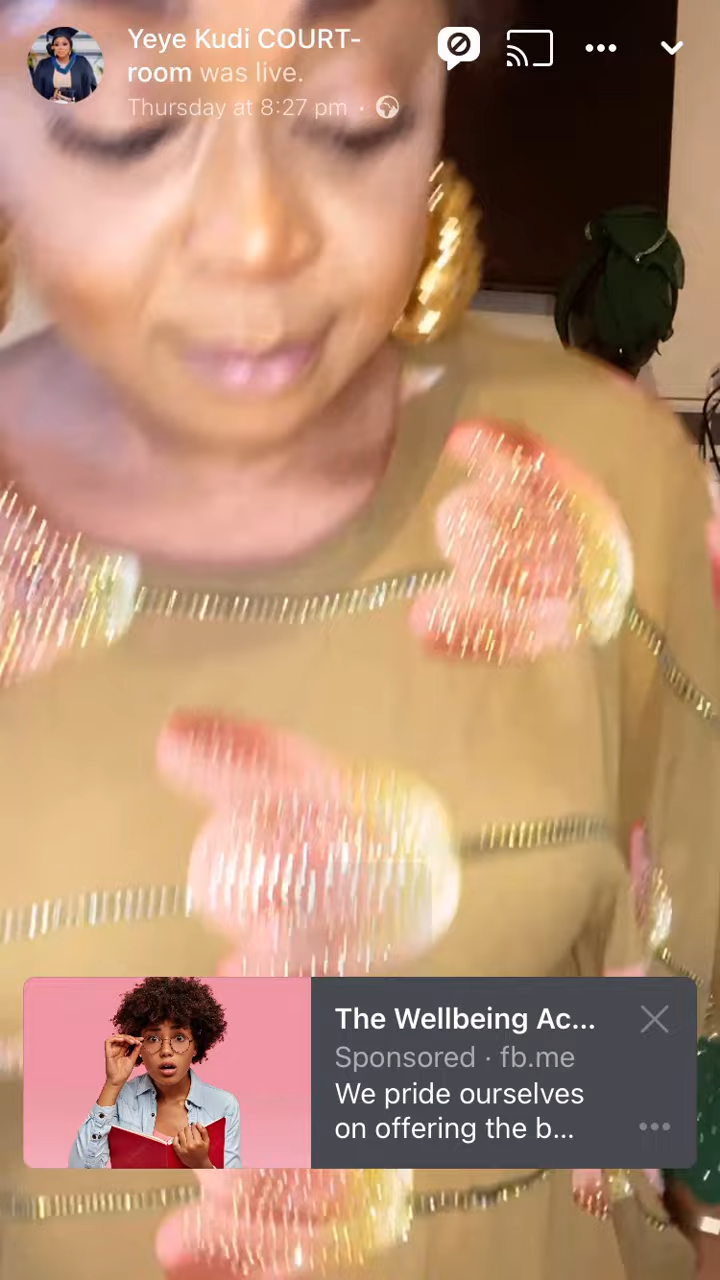 Yeye Kudi COURT-
room was live.
Thursday at 8:27 pm ·
The Wellbeing Ac...
Sponsored · fb.me
We pride ourselves
on offering the b...